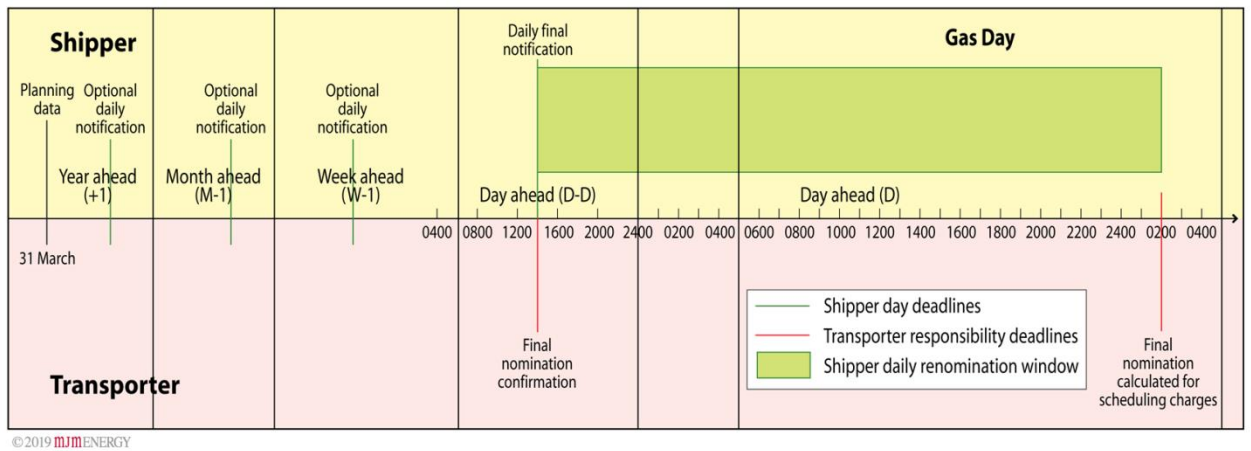 Shipper
Daily final
notification
Gas Day
Planning
data
Optional
daily
notification
Optional
daily
notification
Optional
daily
notification
Year ahead
(+1)
Month ahead
(M-1)
Week ahead
(W-1)
Day ahead (D-D)
Day ahead (D)
0400 0800 1200 1600 2000 2400 0200 0400 0600 0800 1000 1200 1400 1600 1800 2000 2200 2400 0200 0400
31 March
Shipper day deadlines
Transporter responsibility deadlines
Shipper daily renomination window
Final
nomination
confirmation
Final
nomination
calculated for
scheduling charges
Transporter
©2019 MJMENERGY